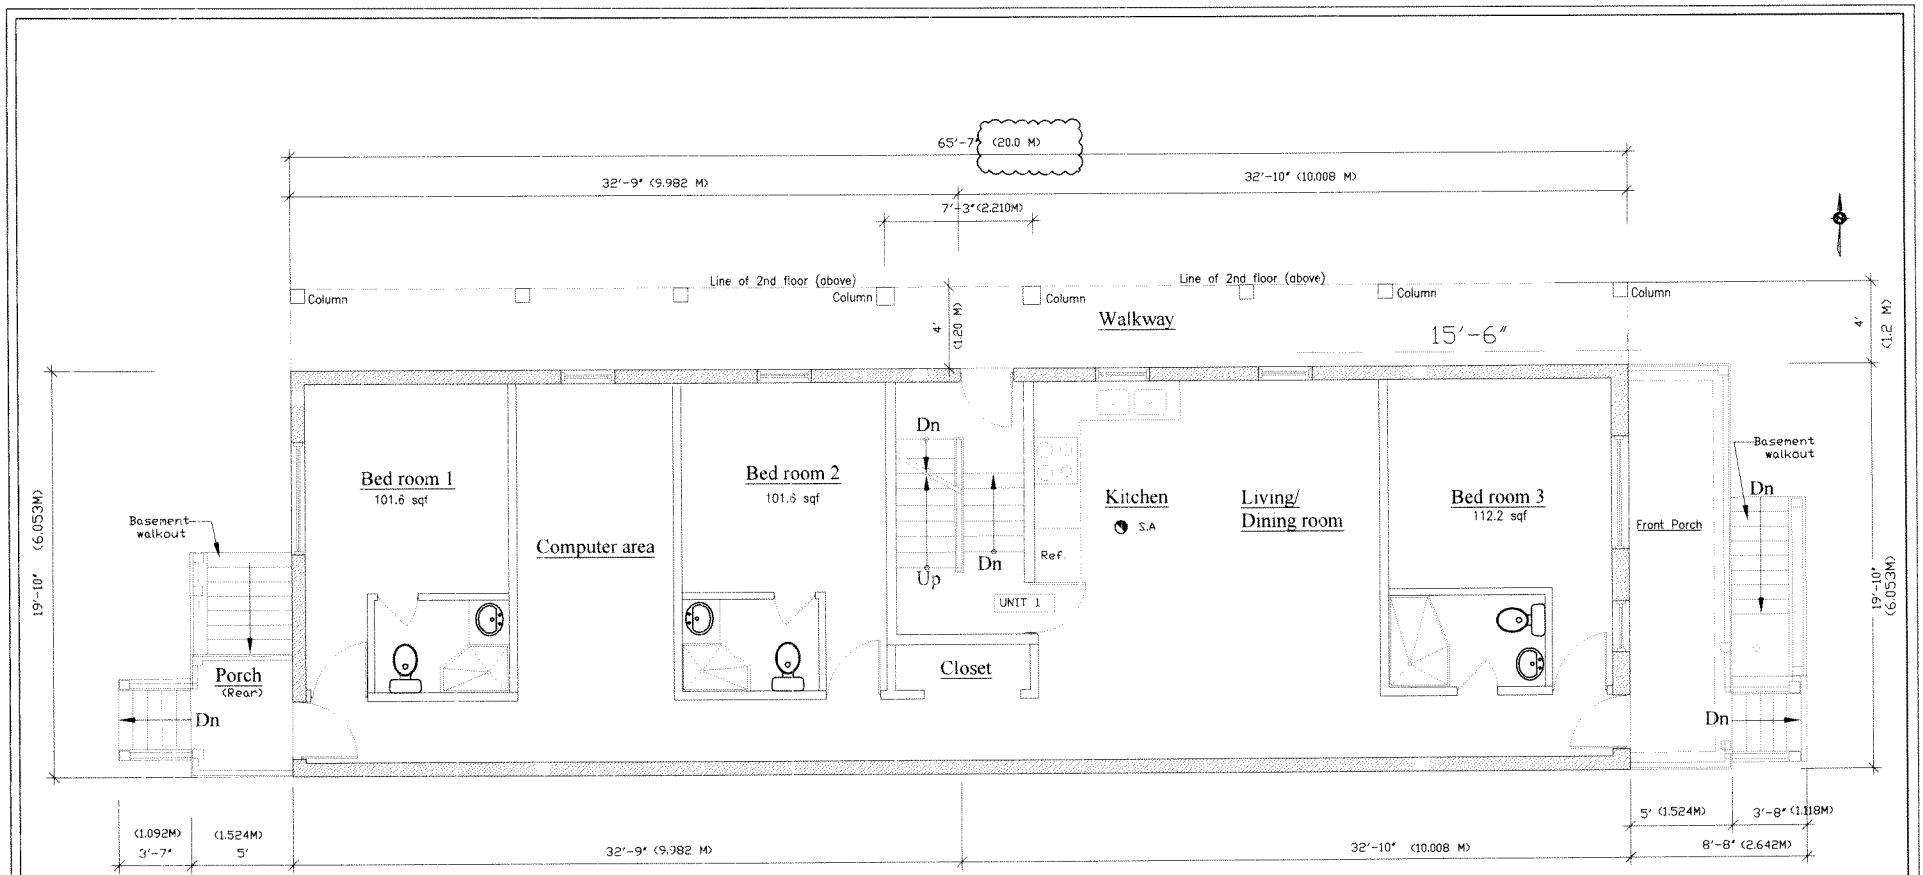 65'-7" (20.0 M)
32'-9" (9.982 M)
32'-10" (10.008 M)
7'-3"(2.210M)
Line of 2nd floor (above)
Line of 2nd floor (above)
Column
Column
Column
Column
Column
4'
(1.20 M)
Walkway
15'-6"
4'
(1.2 M)
Dn
Bed room 1
101.6 sqf
Bed room 2
101.6 sqf
Kitchen
S.A
Living/
Dining room
Bed room 3
112.2 sqf
Front Porch
Basement
walkout
Dn
Basement
walkout
Computer area
Ref.
Up
Dn
UNIT 1
19'-10" (6.053M)
19'-10"
(6.053M)
Porch
(Rear)
Closet
Dn
Dn
(1.092M)
3'-7"
(1.524M)
5'
32'-9" (9.982 M)
32'-10" (10.008 M)
5' (1.524M)
3'-8" (1.118M)
8'-8" (2.642M)